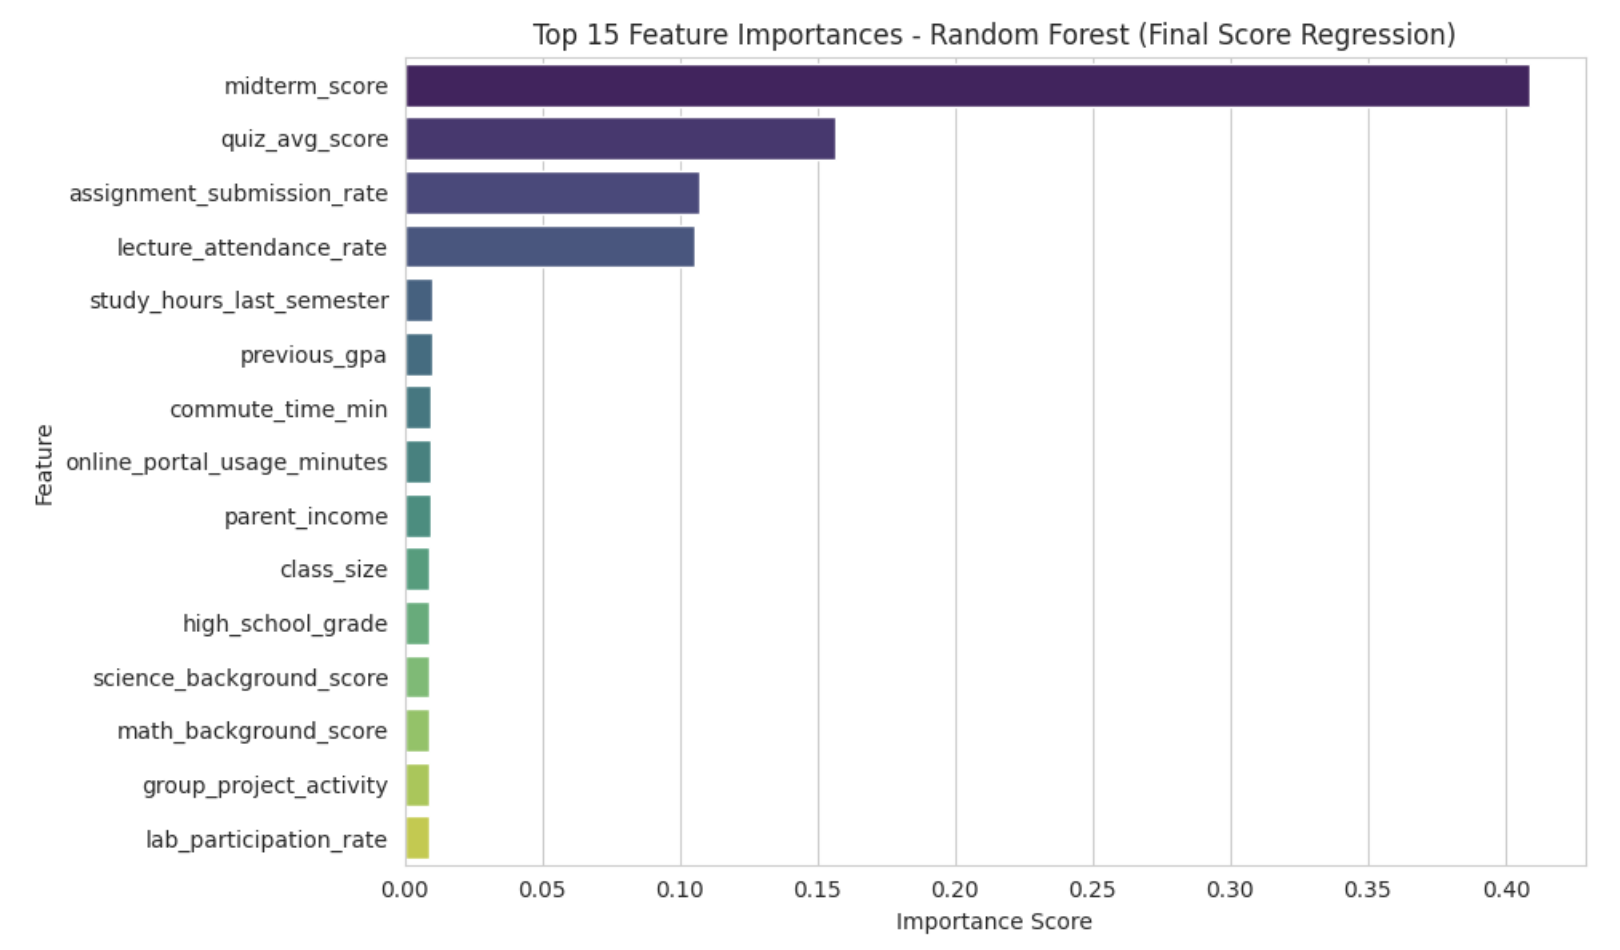 Top 15 Feature Importances - Random Forest (Final Score Regression)
midterm_score
quiz_avg_score
assignment_submission_rate
lecture_attendance_rate
study_hours_last_semester
previous_gpa
commute_time_min
online_portal_usage_minutes
parent_income
class_size
high_school_grade
science_background_score
math_background_score
group_project_activity
lab_participation_rate
Feature
0.00 0.05 0.10 0.15 0.20 0.25 0.30 0.35 0.40
Importance Score